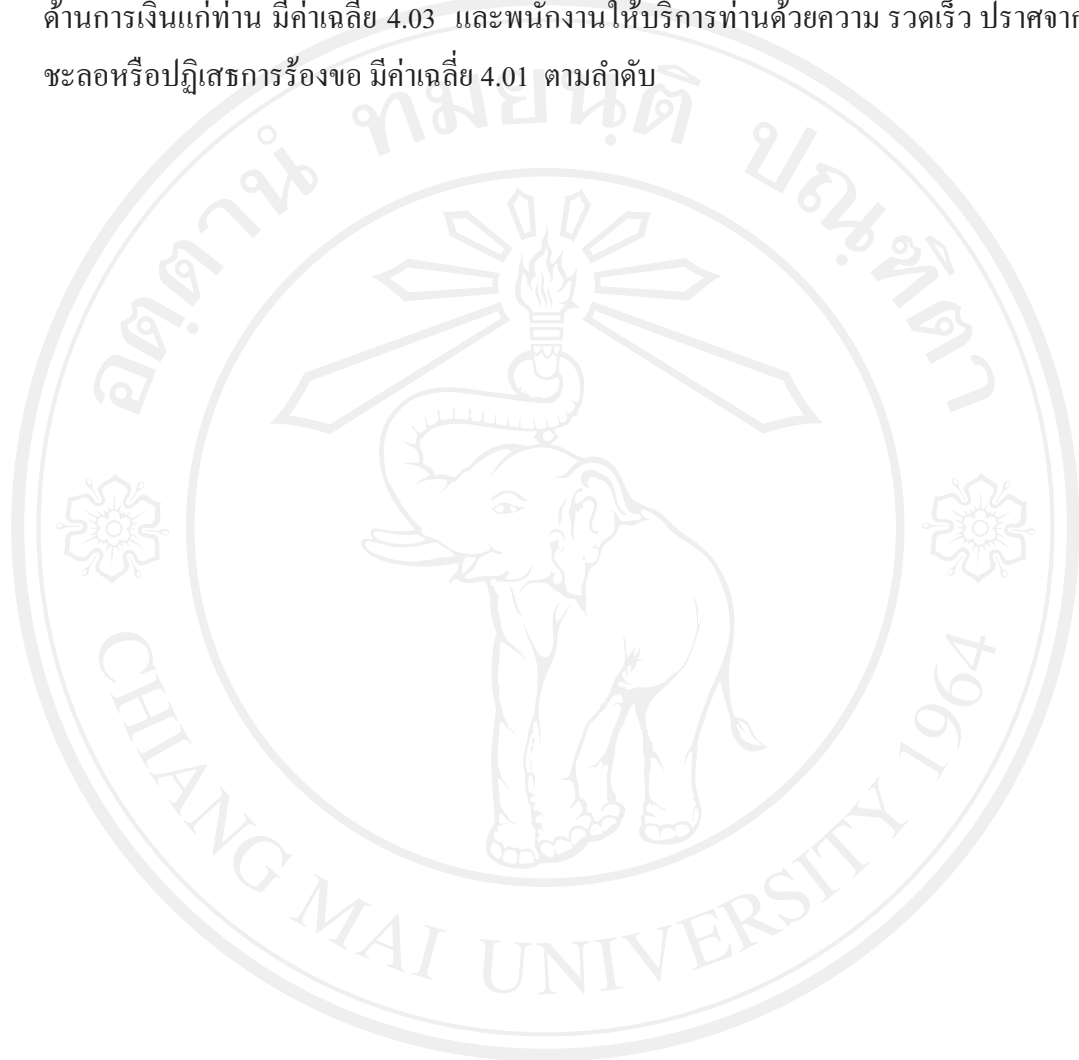 ด้านการเงินแก่ท่าน มีค่าเฉลี่ย 4.03 และพนักงานให้บริการท่านด้วยความ รวดเร็ว ปราศจาก
ชะลอหรือปฏิเสธการร้องขอ มีค่าเฉลี่ย 4.01 ตามลำดับ
อตฺตานํ ทมยนฺติ ปณฺฑิตา
CHIANG MAI UNIVERSITY 1964